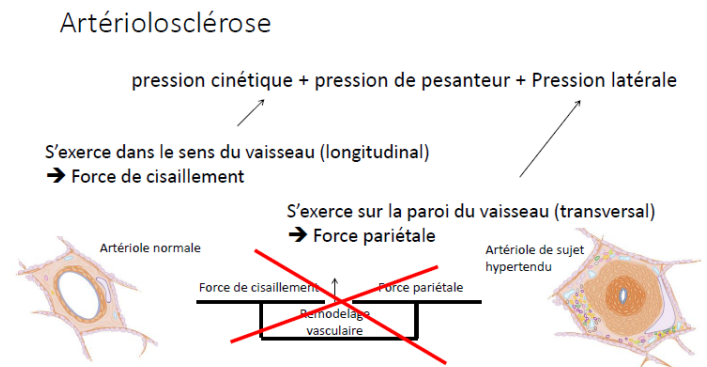 Artériolosclérose
pression cinétique + pression de pesanteur + Pression latérale
S'exerce dans le sens du vaisseau (longitudinal)
➔ Force de cisaillement
S'exerce sur la paroi du vaisseau (transversal)
➔ Force pariétale
Artériole normale
Artériole de sujet
hypertendu
Force de cisaillement
Force pariétale
Remodelage
vasculaire